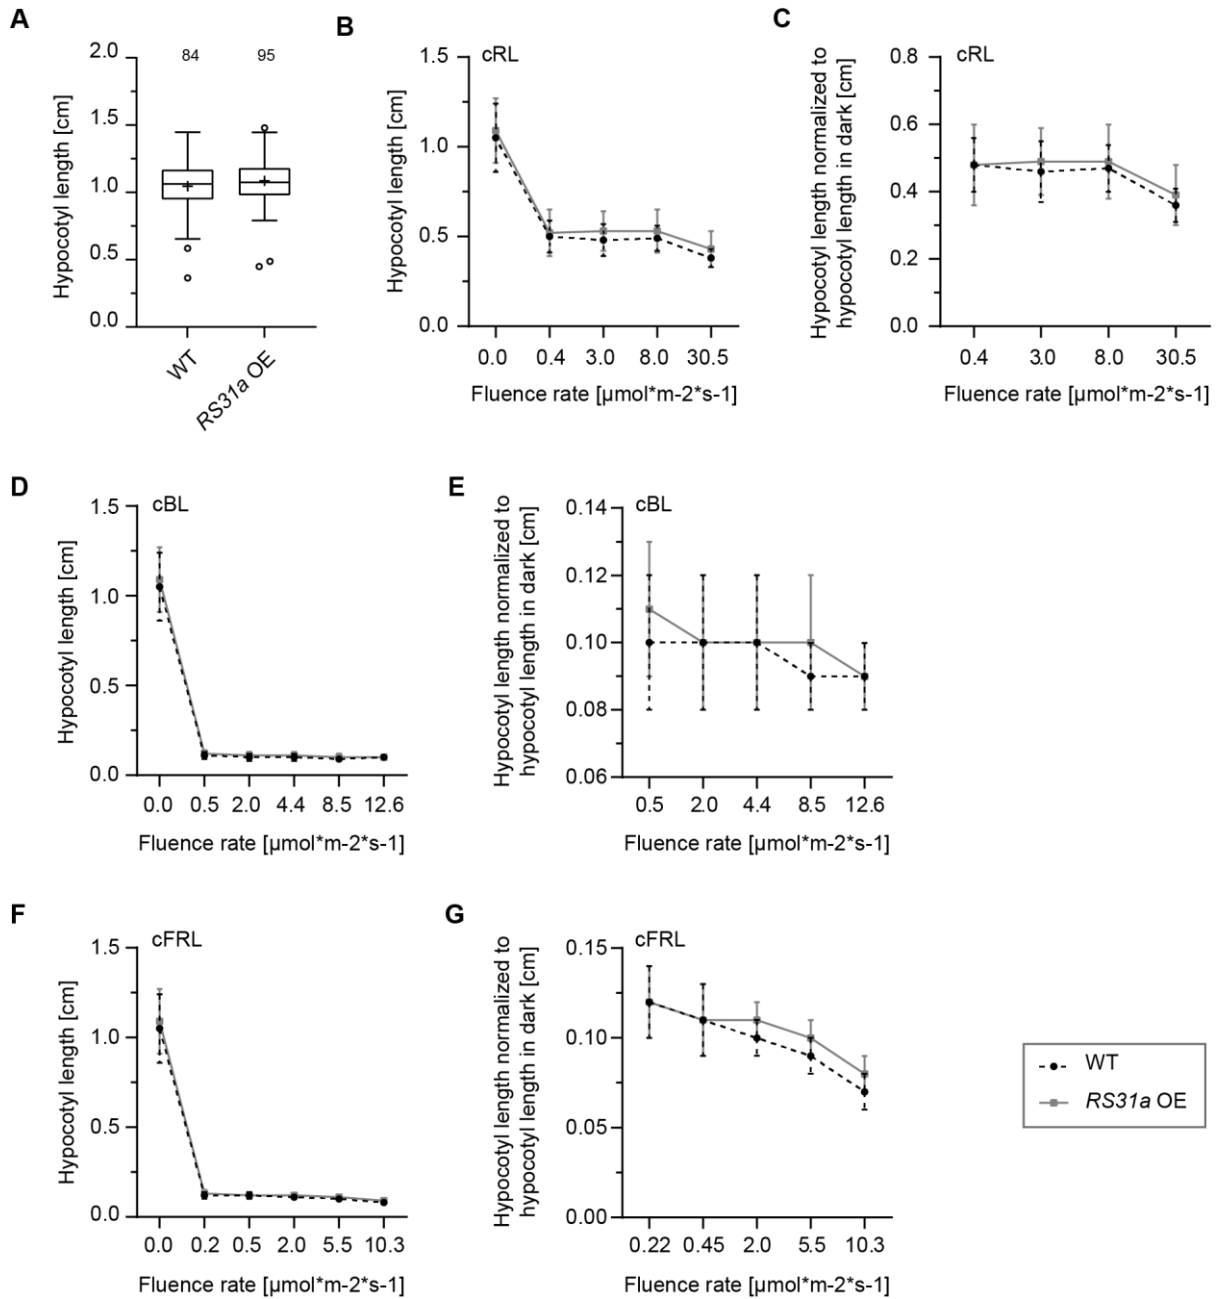 A
2.0
1.5
1.0
0.5
0.0
Hypocotyl length [cm]
84
95
WT
RS31a OE
B
cRL
1.5
1.0
0.5
0.0
Hypocotyl length [cm]
0.0 0.4 3.0 8.0 30.5
Fluence rate [µmol*m-2*s-1]
C
cRL
0.8
0.6
0.4
0.2
0.0
Hypocotyl length normalized to
hypocotyl length in dark [cm]
0.4 3.0 8.0 30.5
Fluence rate [µmol*m-2*s-1]
D
cBL
1.5
1.0
0.5
0.0
Hypocotyl length [cm]
0.0 0.5 2.0 4.4 8.5 12.6
Fluence rate [µmol*m-2*s-1]
E
cBL
0.14
0.12
0.10
0.08
0.06
Hypocotyl length normalized to
hypocotyl length in dark [cm]
0.5 2.0 4.4 8.5 12.6
Fluence rate [µmol*m-2*s-1]
F
cFRL
1.5
1.0
0.5
0.0
Hypocotyl length [cm]
0.0 0.2 0.5 2.0 5.5 10.3
Fluence rate [µmol*m-2*s-1]
G
cFRL
0.15
0.10
0.05
0.00
Hypocotyl length normalized to
hypocotyl length in dark [cm]
0.22 0.45 2.0 5.5 10.3
Fluence rate [µmol*m-2*s-1]
WT
RS31a OE